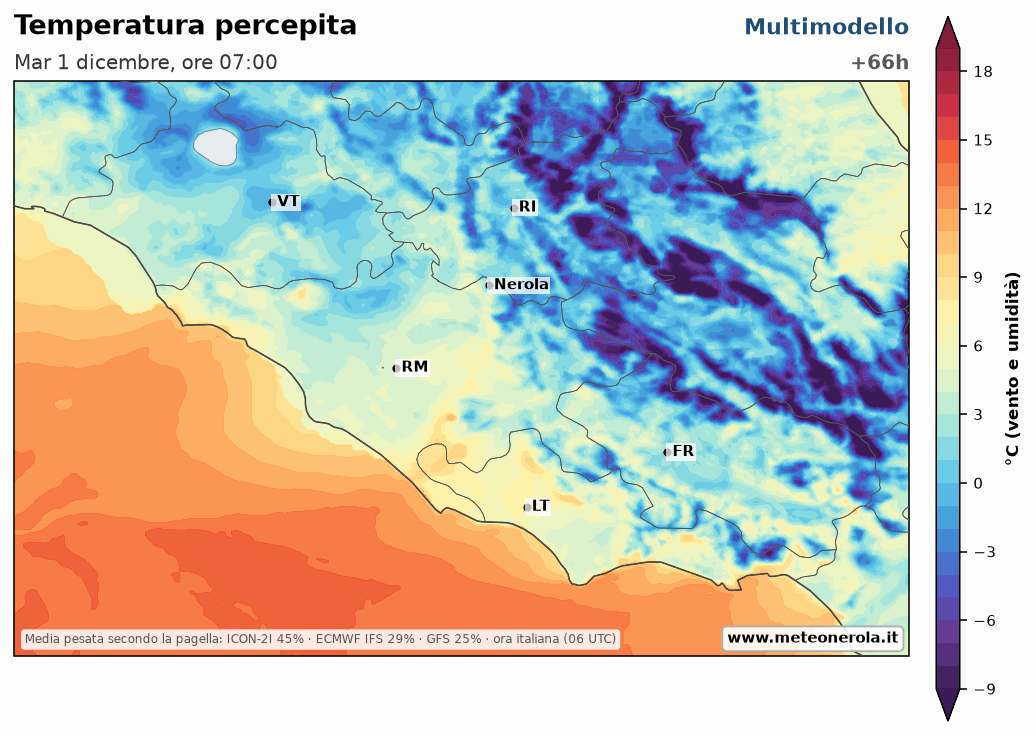 Temperatura percepita
Multimodello
Mar 1 dicembre, ore 07:00
+66h
VT
RI
Nerola
RM
FR
LT
Media pesata secondo la pagella: ICON-2I 45% · ECMWF IFS 29% · GFS 25% · ora italiana (06 UTC)
www.meteonerola.it
18
15
12
9
6
3
0
−3
−6
−9
°C (vento e umidità)